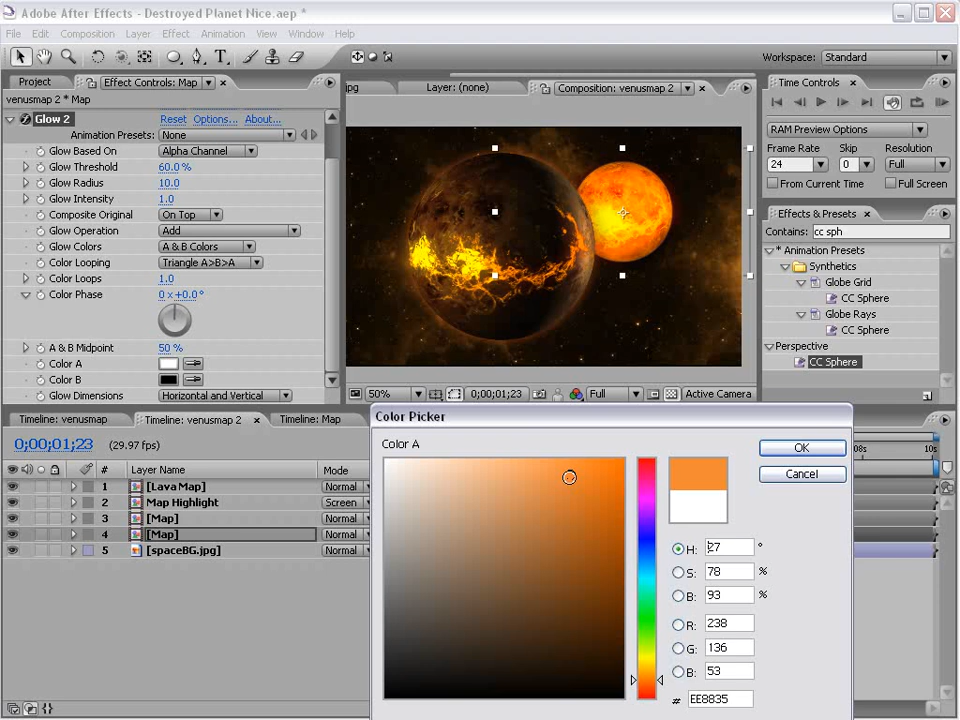 Adobe After Effects - Destroyed Planet Nice.aep *
File Edit Composition Layer Effect Animation View Window Help
Workspace: Standard
Project Effect Controls: Map
jpg Layer: (none) Composition: venusmap 2
Time Controls
venusmap 2 * Map
Glow 2 Reset Options... About...
Animation Presets: None
Glow Based On Alpha Channel
Glow Threshold 60.0 %
Glow Radius 10.0
Glow Intensity 1.0
Composite Original On Top
Glow Operation Add
Glow Colors A & B Colors
Color Looping Triangle A>B>A
Color Loops 1.0
Color Phase 0 x +0.0 °
A & B Midpoint 50 %
Color A
Color B
Glow Dimensions Horizontal and Vertical
RAM Preview Options
Frame Rate Skip Resolution
24 0 Full
From Current Time Full Screen
Effects & Presets
Contains: cc sph
* Animation Presets
Synthetics
Globe Grid
CC Sphere
Globe Rays
CC Sphere
Perspective
CC Sphere
50% 0;00;01;23 Full Active Camera
Timeline: venusmap Timeline: venusmap 2 Timeline: Map
0;00;01;23 (29.97 fps)
# Layer Name Mode
1 [Lava Map] Normal
2 Map Highlight Screen
3 [Map] Normal
4 [Map] Normal
5 [spaceBG.jpg] Normal
08s 10s
Color Picker
Color A
OK
Cancel
H: 27 °
S: 78 %
B: 93 %
R: 238
G: 136
B: 53
# EE8835